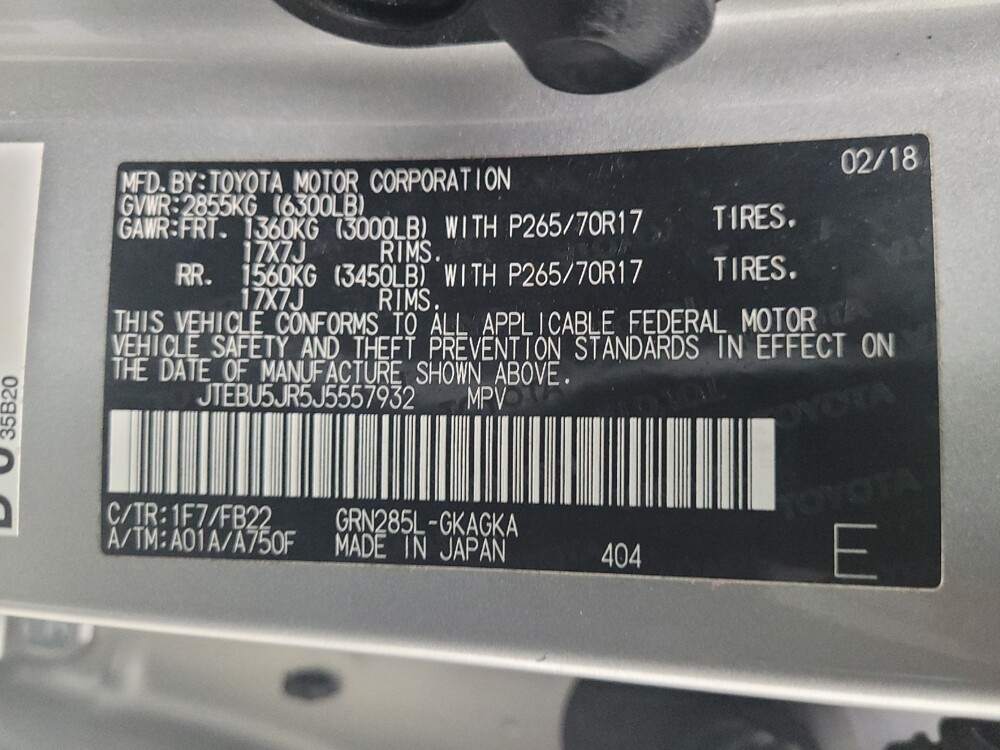 02/18
MFD.BY:TOYOTA MOTOR CORPORATION
GVWR:2855KG (6300LB)
GAWR:FRT. 1360KG (3000LB) WITH P265/70R17 TIRES.
17X7J RIMS.
RR. 1560KG (3450LB) WITH P265/70R17 TIRES.
17X7J RIMS.
THIS VEHICLE CONFORMS TO ALL APPLICABLE FEDERAL MOTOR
VEHICLE SAFETY AND THEFT PREVENTION STANDARDS IN EFFECT ON
THE DATE OF MANUFACTURE SHOWN ABOVE.
JTEBU5JR5J5557932 MPV
C/TR:1F7/FB22 GRN285L-GKAGKA
A/TM:A01A/A750F MADE IN JAPAN 404
E
35B20
TOYOTA
TOYOTA